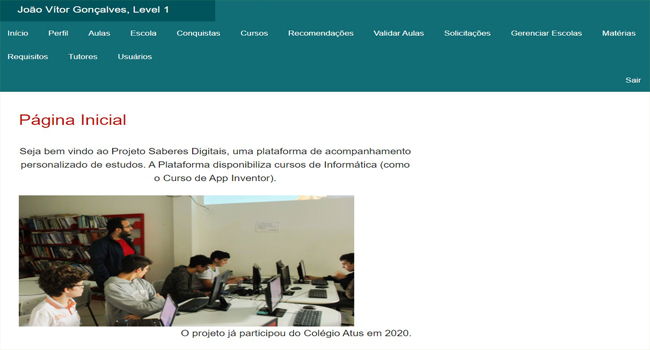 João Vítor Gonçalves, Level 1
Início Perfil Aulas Escola Conquistas Cursos Recomendações Validar Aulas Solicitações Gerenciar Escolas Matérias
Requisitos Tutores Usuários
Sair
Página Inicial
Seja bem vindo ao Projeto Saberes Digitais, uma plataforma de acompanhamento
personalizado de estudos. A Plataforma disponibiliza cursos de Informática (como
o Curso de App Inventor).
O projeto já participou do Colégio Atus em 2020.